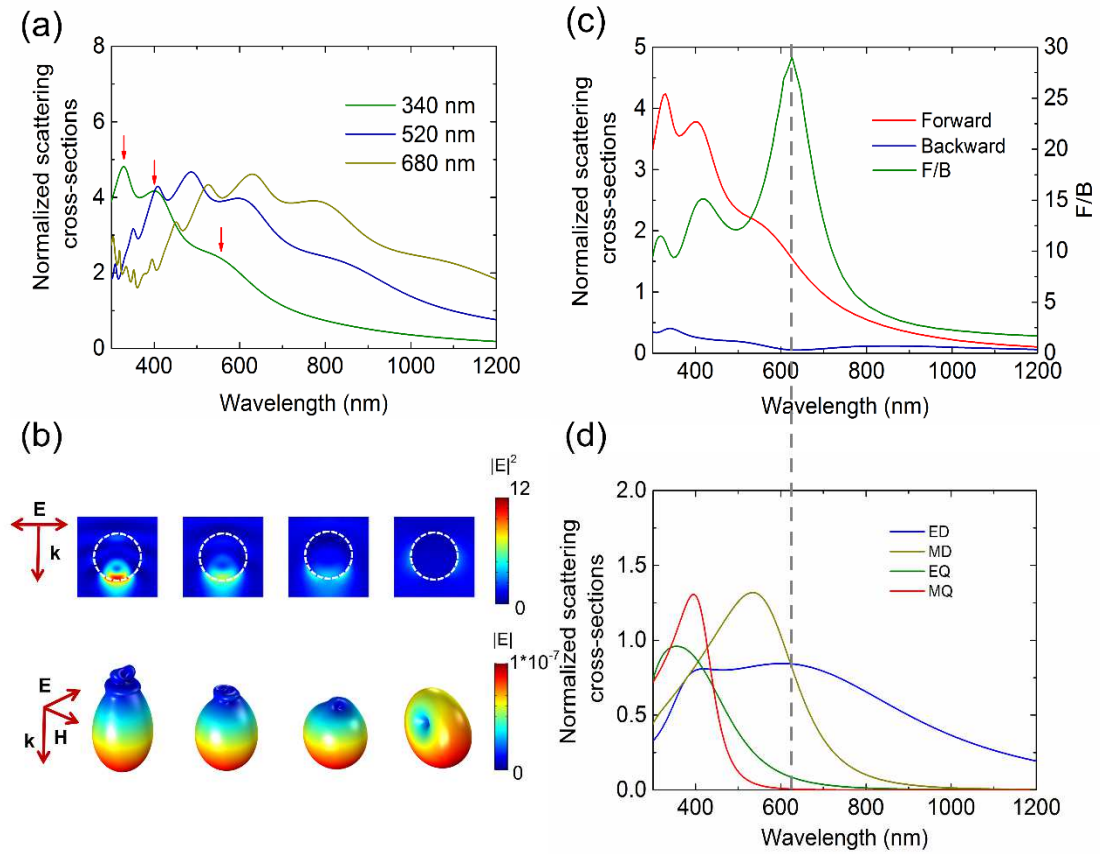 (a)
Normalized scattering
cross-sections
8
6
4
2
0
340 nm
520 nm
680 nm
400 600 800 1000 1200
Wavelength (nm)
(c)
Normalized scattering
cross-sections
5
4
3
2
1
0
Forward
Backward
F/B
30
25
20
15
10
5
0
F/B
400 600 800 1000 1200
Wavelength (nm)
(b)
E
k
|E|²
12
0
E
H
k
|E|
1*10⁻⁷
0
(d)
Normalized scattering
cross-sections
2.0
1.5
1.0
0.5
0.0
ED
MD
EQ
MQ
400 600 800 1000 1200
Wavelength (nm)